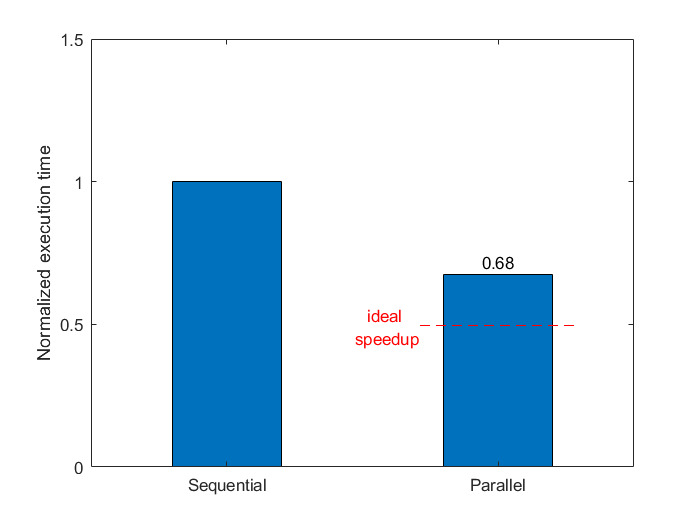 1.5
1
0.5
0
Normalized execution time
0.68
ideal
speedup
Sequential
Parallel